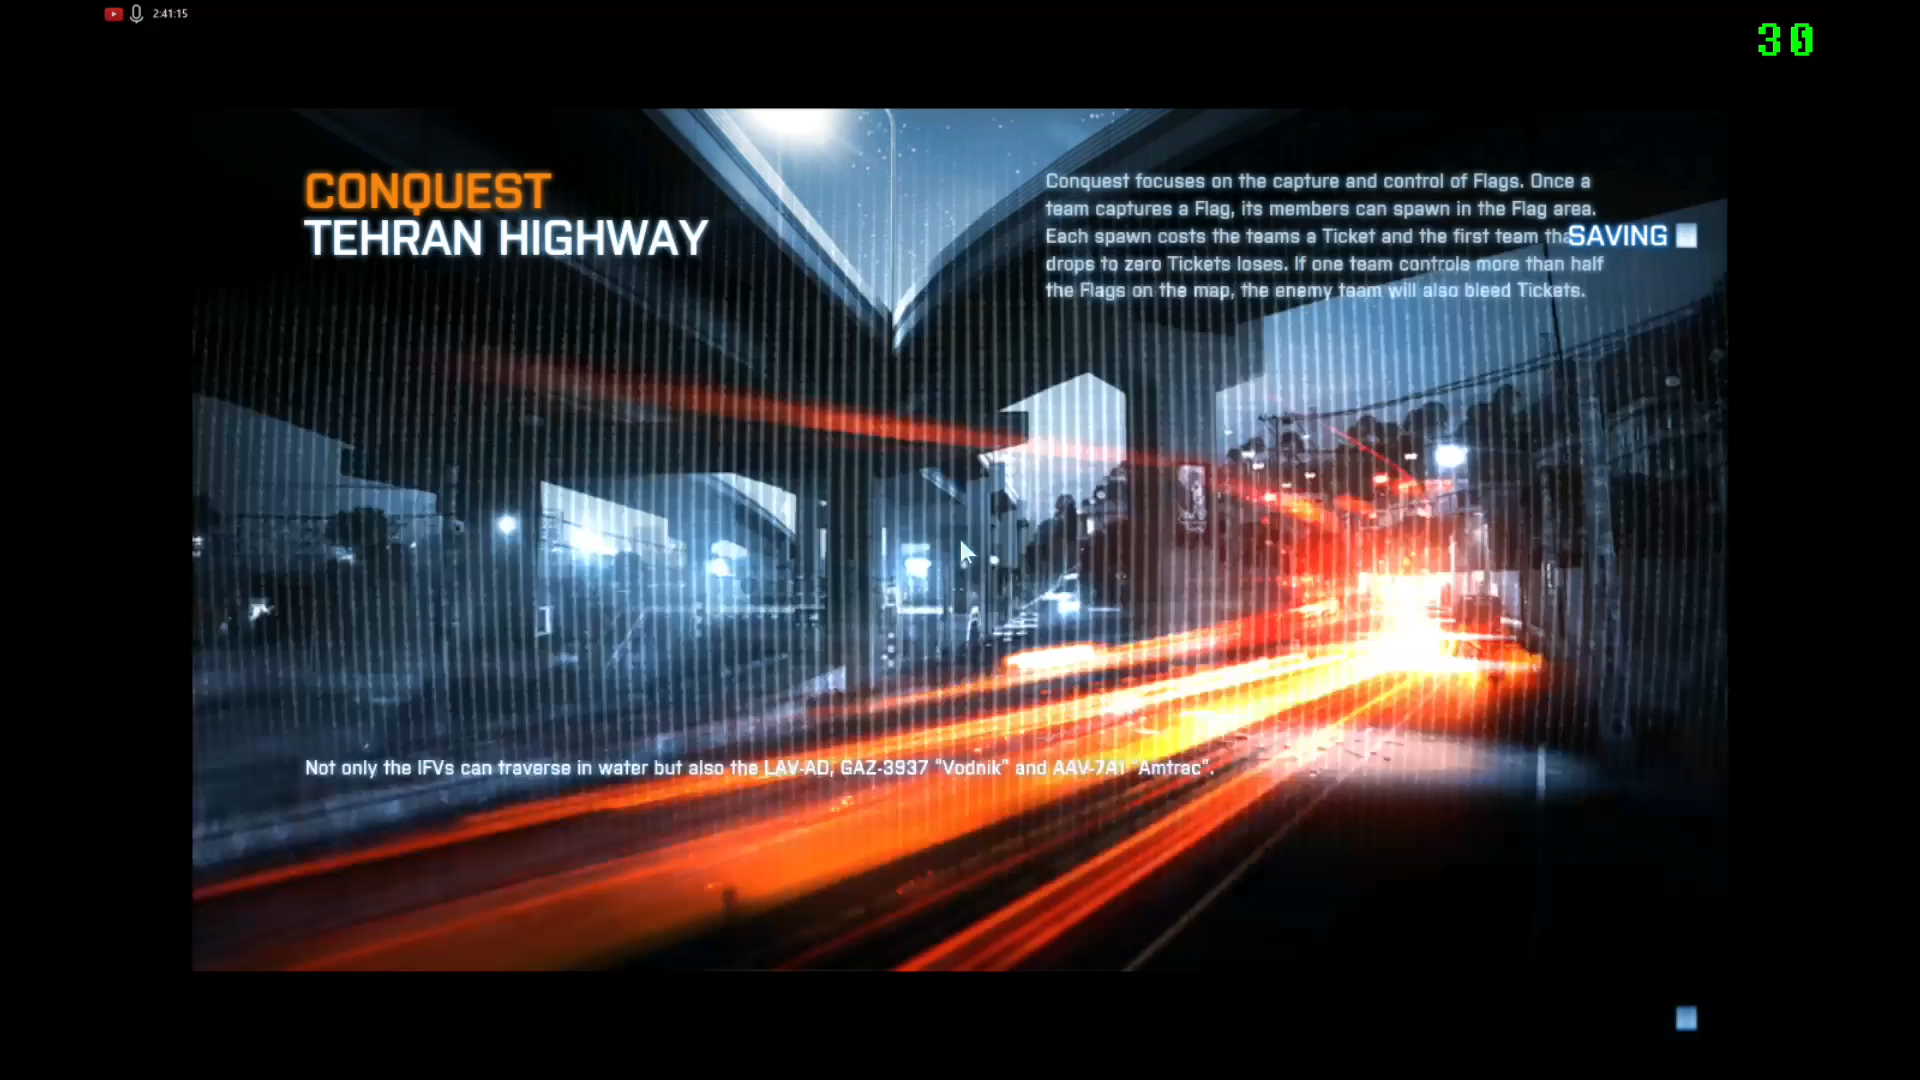 2:41:15
30
CONQUEST
TEHRAN HIGHWAY
Conquest focuses on the capture and control of Flags. Once a
team captures a Flag, its members can spawn in the Flag area.
Each spawn costs the teams a Ticket and the first team tha
SAVING
drops to zero Tickets loses. If one team controls more than half
the Flags on the map, the enemy team will also bleed Tickets.
Not only the IFVs can traverse in water but also the LAV-AD, GAZ-3937 "Vodnik" and AAV-7A1 "Amtrac".